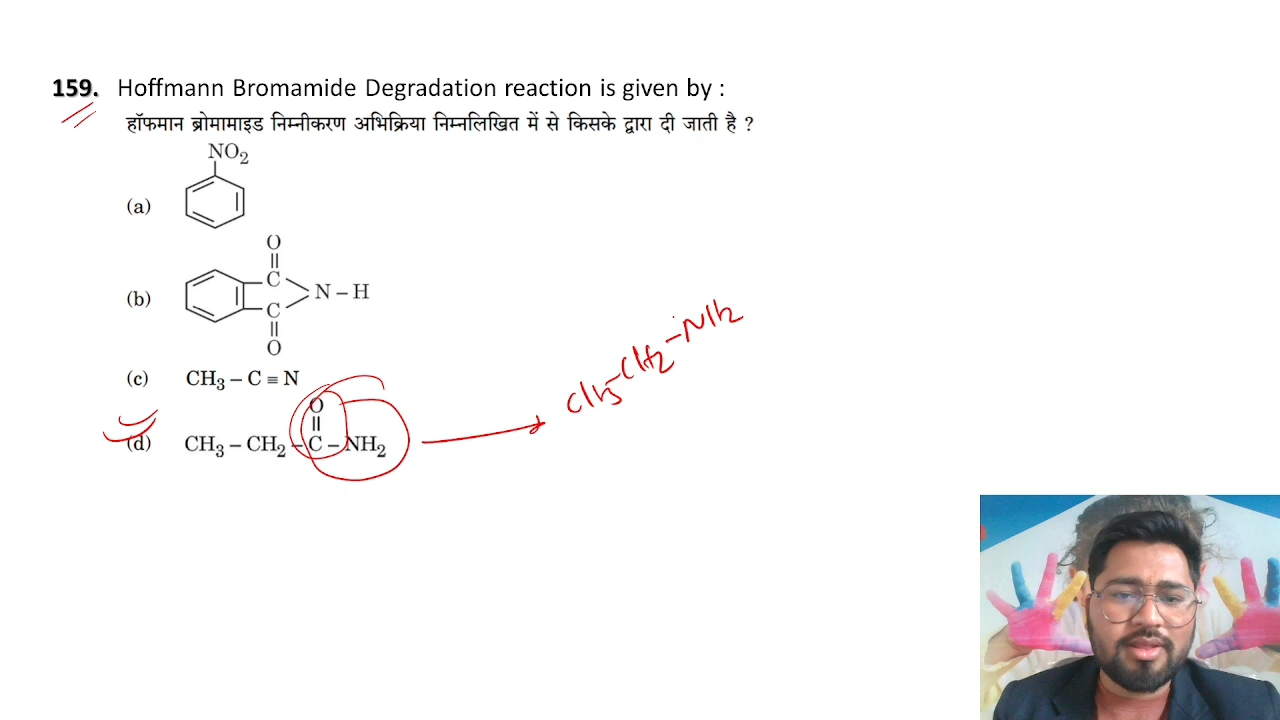 159. Hoffmann Bromamide Degradation reaction is given by :
हॉफमान ब्रोमामाइड निम्नीकरण अभिक्रिया निम्नलिखित में से किसके द्वारा दी जाती है ?
NO₂
(a)
O
C
(b) N – H
C
O
(c) CH₃ – C ≡ N
O
(d) CH₃ – CH₂ – C – NH₂
CH₃-CH₂-NH₂